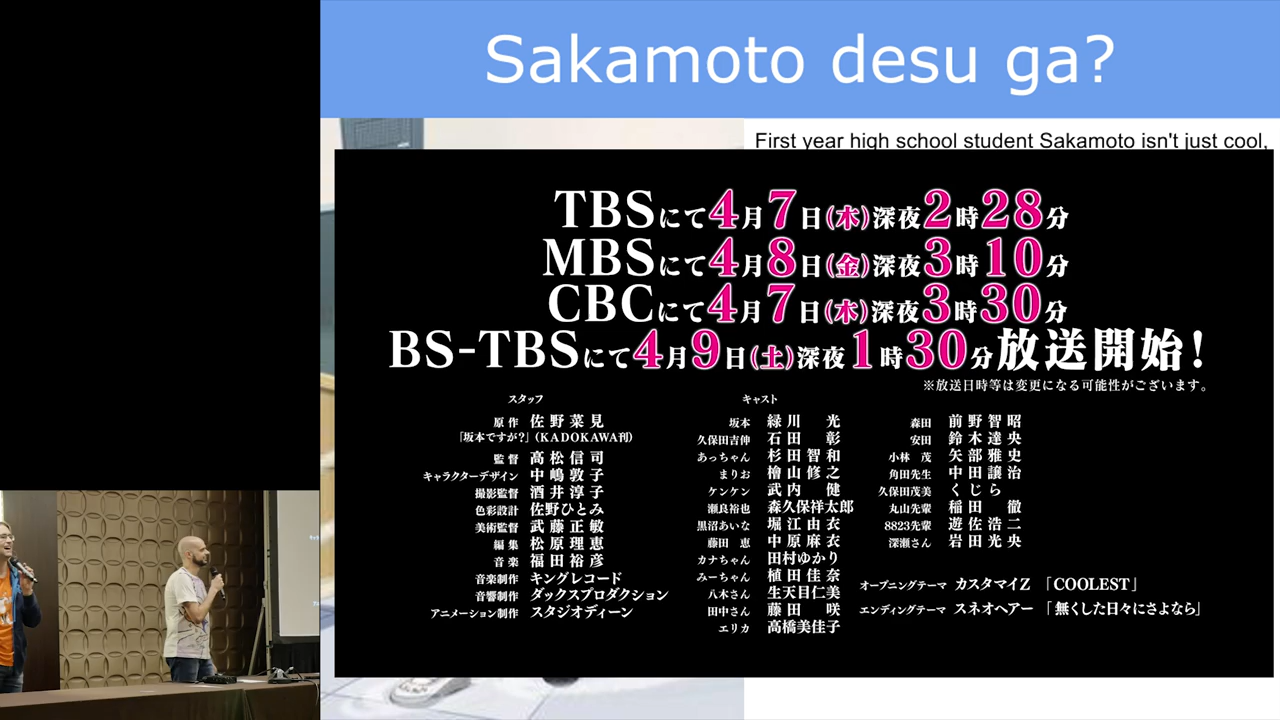 Sakamoto desu ga?
First year high school student Sakamoto isn't just cool,
TBSにて4月7日(木)深夜2時28分
MBSにて4月8日(金)深夜3時10分
CBCにて4月7日(木)深夜3時30分
BS-TBSにて4月9日(土)深夜1時30分放送開始!
※放送日時等は変更になる可能性がございます。
スタッフ
原作 佐野菜見
「坂本ですが?」(KADOKAWA刊)
監督 高松信司
キャラクターデザイン 中嶋敦子
撮影監督 酒井淳子
色彩設計 佐野ひとみ
美術監督 武藤正敏
編集 松原理恵
音楽 福田裕彦
音楽制作 キングレコード
音響制作 ダックスプロダクション
アニメーション制作 スタジオディーン
キャスト
坂本 緑川 光
久保田吉伸 石田 彰
あっちゃん 杉田智和
まりお 檜山修之
ケンケン 武内 健
瀬良裕也 森久保祥太郎
黒沼あいな 堀江由衣
藤田 恵 中原麻衣
カナちゃん 田村ゆかり
みーちゃん 植田佳奈
八木さん 生天目仁美
田中さん 藤田 咲
エリカ 高橋美佳子
森田 前野智昭
安田 鈴木達央
小林 茂 矢部雅史
角田先生 中田譲治
久保田茂美 くじら
丸山先輩 稲田 徹
8823先輩 遊佐浩二
深瀬さん 岩田光央
オープニングテーマ カスタマイZ 「COOLEST」
エンディングテーマ スネオヘアー 「無くした日々にさよなら」